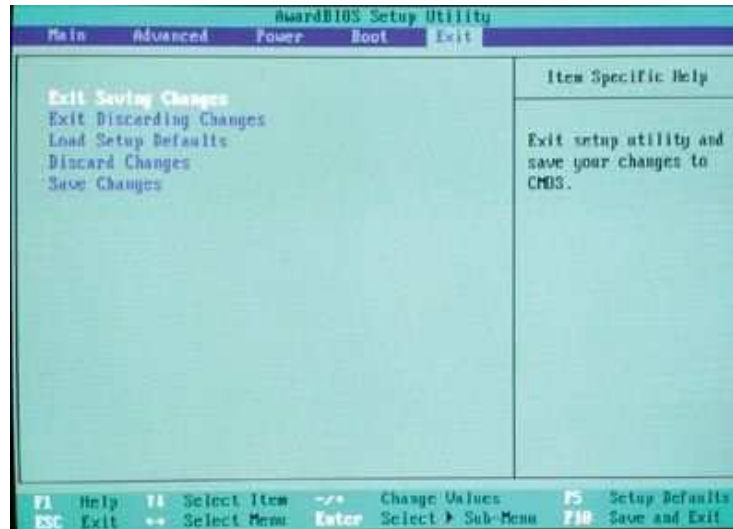 AwardBIOS Setup Utility
Main Advanced Power Boot Exit
Item Specific Help
Exit Saving Changes
Exit Discarding Changes
Load Setup Defaults
Discard Changes
Save Changes
Exit setup utility and
save your changes to
CMOS.
F1 Help ↑↓ Select Item -/+ Change Values F5 Setup Defaults
ESC Exit ↔ Select Menu Enter Select ▶ Sub-Menu F10 Save and Exit